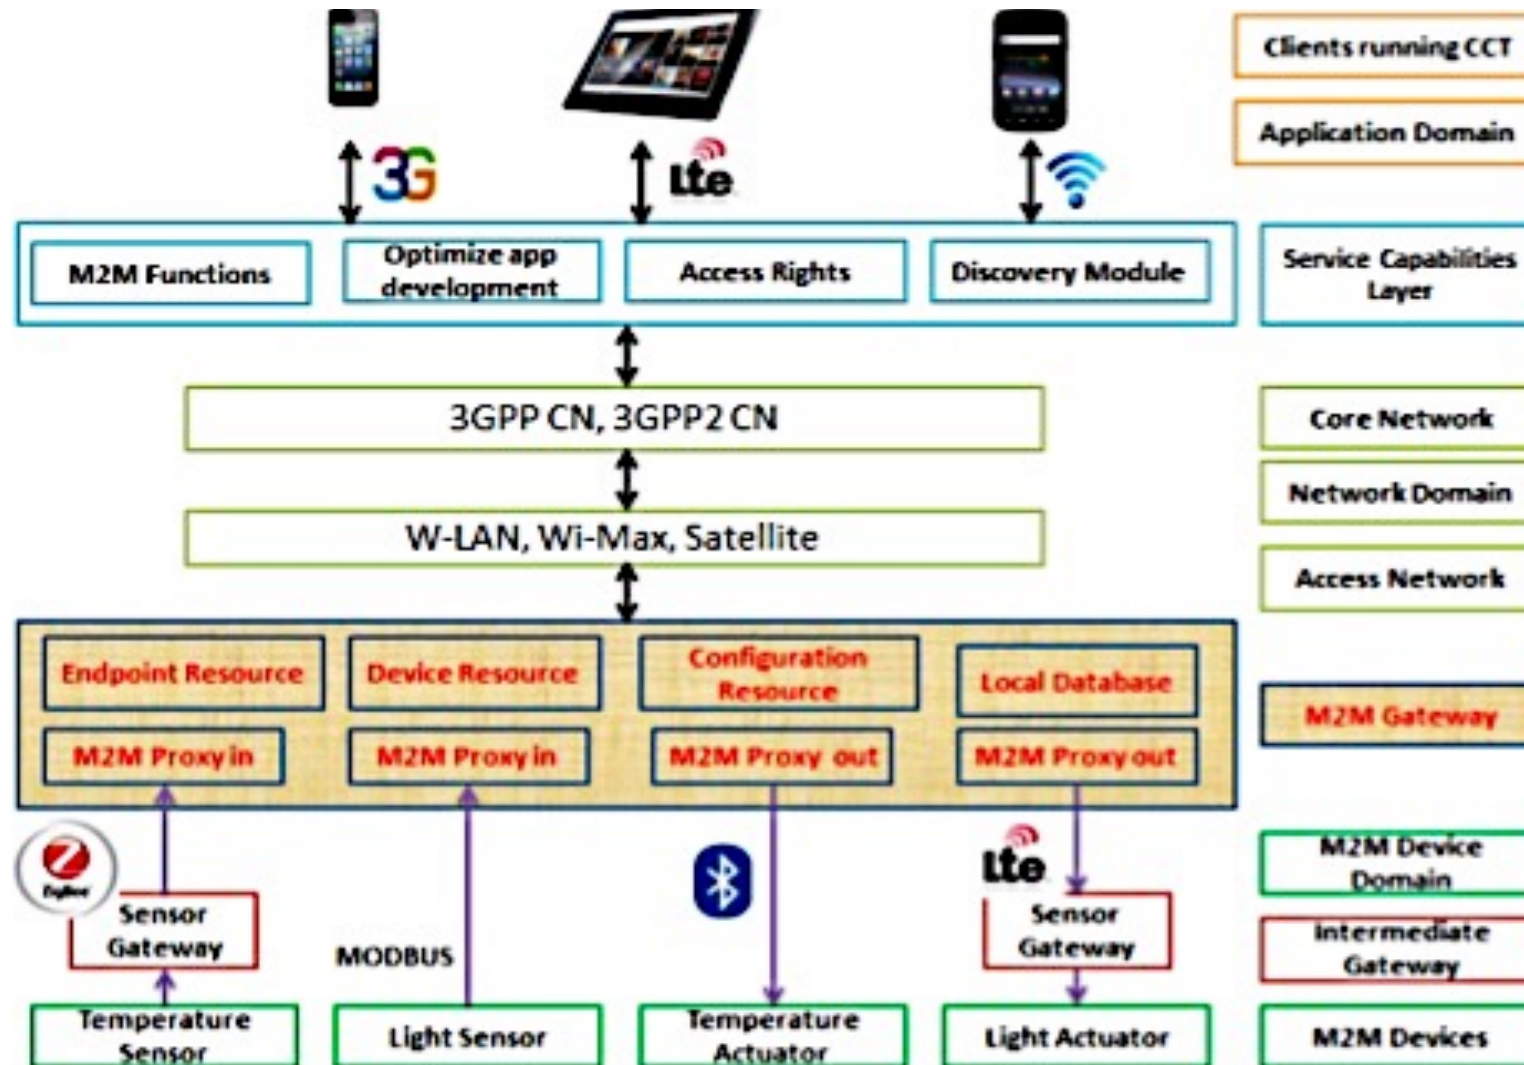 Clients running CCT
Application Domain
3G
Lte
M2M Functions
Optimize app
development
Access Rights
Discovery Module
Service Capabilities
Layer
3GPP CN, 3GPP2 CN
Core Network
Network Domain
W-LAN, Wi-Max, Satellite
Access Network
Endpoint Resource
Device Resource
Configuration
Resource
Local Database
M2M Gateway
M2M Proxy in
M2M Proxy in
M2M Proxy out
M2M Proxy out
ZigBee
Lte
M2M Device
Domain
Sensor
Gateway
MODBUS
Sensor
Gateway
Intermediate
Gateway
Temperature
Sensor
Light Sensor
Temperature
Actuator
Light Actuator
M2M Devices